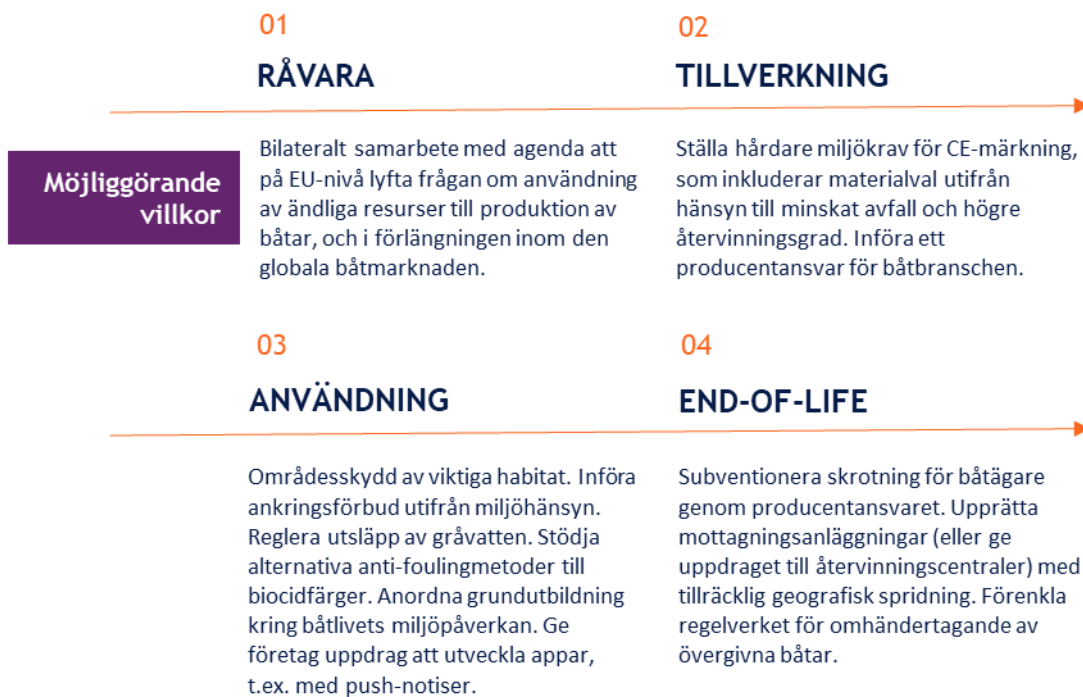 01
RÅVARA
02
TILLVERKNING
Möjliggörande
villkor
Bilateralt samarbete med agenda att
på EU-nivå lyfta frågan om användning
av ändliga resurser till produktion av
båtar, och i förlängningen inom den
globala båtmarknaden.
Ställa hårdare miljökrav för CE-märkning,
som inkluderar materialval utifrån
hänsyn till minskat avfall och högre
återvinningsgrad. Införa ett
producentansvar för båtbranschen.
03
ANVÄNDNING
04
END-OF-LIFE
Områdesskydd av viktiga habitat. Införa
ankringsförbud utifrån miljöhänsyn.
Reglera utsläpp av gråvatten. Stödja
alternativa anti-foulingmetoder till
biocidfärger. Anordna grundutbildning
kring båtlivets miljöpåverkan. Ge
företag uppdrag att utveckla appar,
t.ex. med push-notiser.
Subventionera skrotning för båtägare
genom producentansvaret. Upprätta
mottagningsanläggningar (eller ge
uppdraget till återvinningscentraler) med
tillräcklig geografisk spridning. Förenkla
regelverket för omhändertagande av
övergivna båtar.